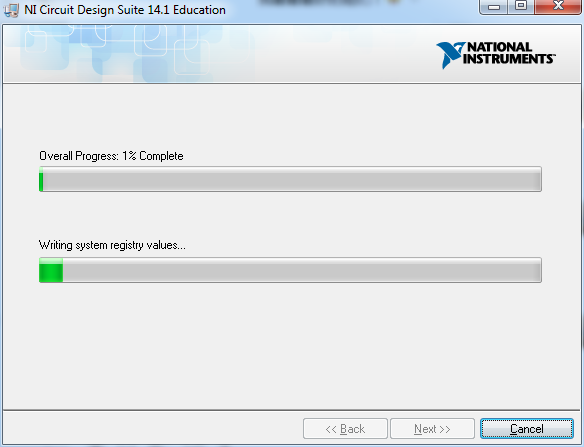 NI Circuit Design Suite 14.1 Education
NATIONAL
INSTRUMENTS™
Overall Progress: 1% Complete
Writing system registry values...
<< Back
Next >>
Cancel